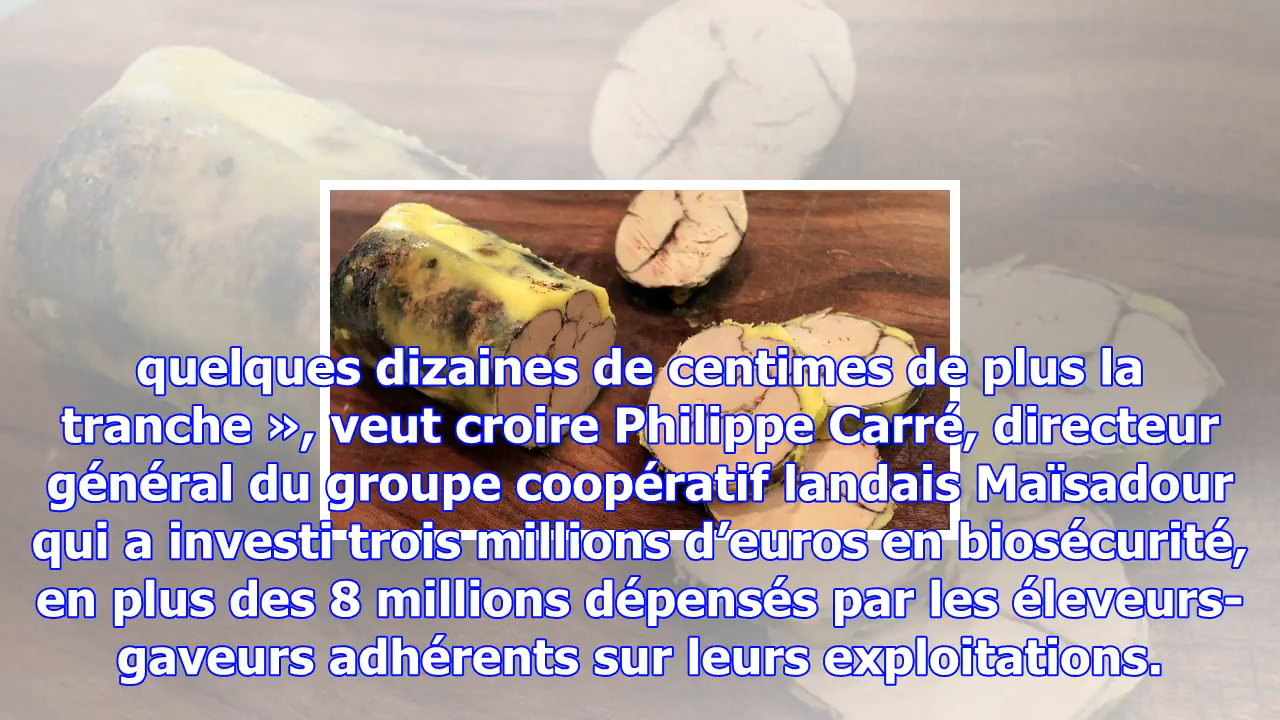 quelques dizaines de centimes de plus la
tranche », veut croire Philippe Carré, directeur
général du groupe coopératif landais Maïsadour
qui a investi trois millions d’euros en biosécurité,
en plus des 8 millions dépensés par les éleveurs-
gaveurs adhérents sur leurs exploitations.